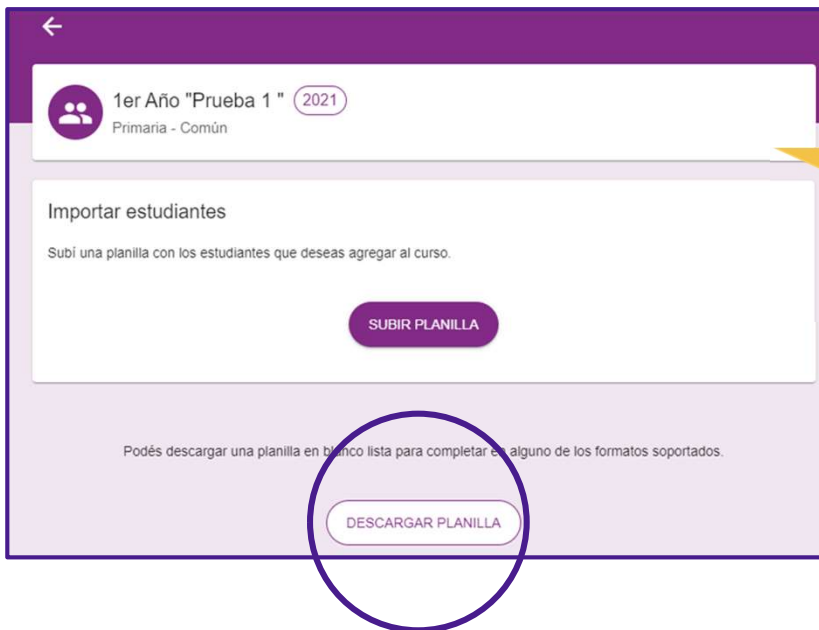 1er Año "Prueba 1 " 2021
Primaria - Común
Importar estudiantes
Subí una planilla con los estudiantes que deseas agregar al curso.
SUBIR PLANILLA
Podés descargar una planilla en blanco lista para completar en alguno de los formatos soportados.
DESCARGAR PLANILLA